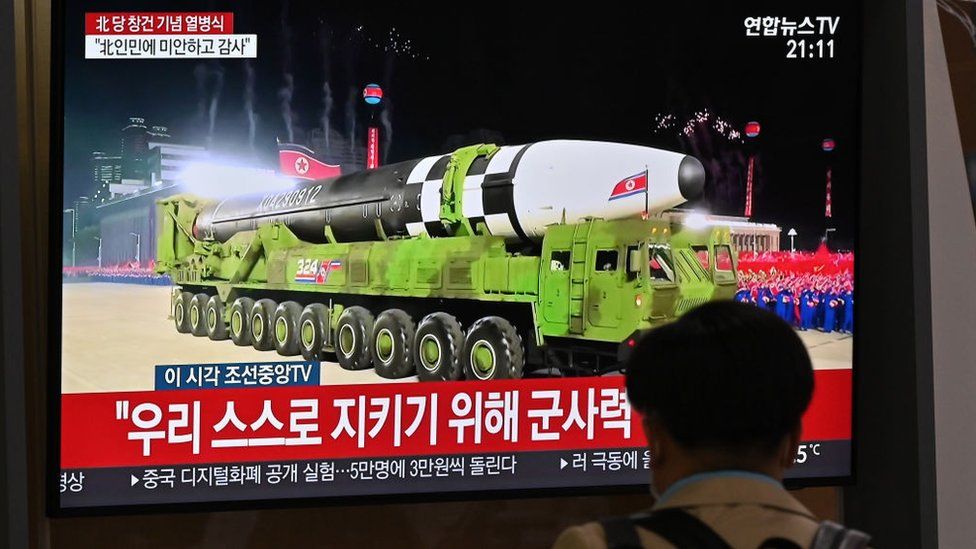 北 당 창건 기념 열병식
"北인민에 미안하고 감사"
연합뉴스TV
21:11
324
이 시각 조선중앙TV
"우리 스스로 지키기 위해 군사력
▶중국 디지털화폐 공개 실험…5만명에 3만원씩 돌린다 ▶러 극동에
5℃